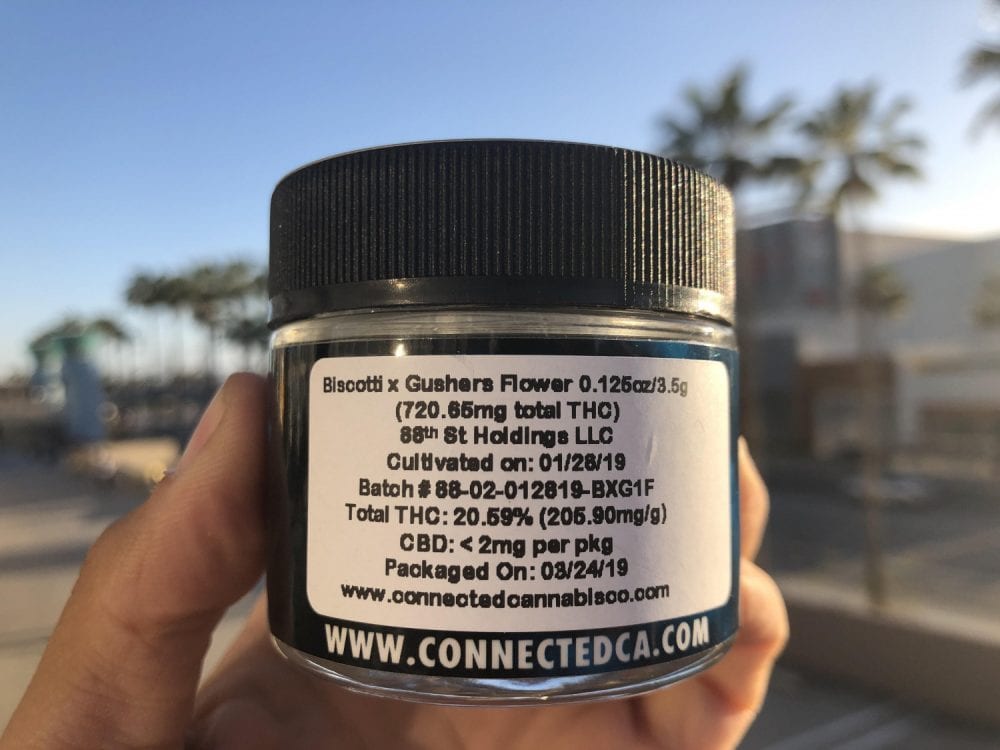 Biscotti x Gushers Flower 0.125oz/3.5g
(720.65mg total THC)
88th St Holdings LLC
Cultivated on: 01/28/19
Batch # 88-02-012819-BXG1F
Total THC: 20.59% (205.90mg/g)
CBD: < 2mg per pkg
Packaged On: 03/24/19
www.connectedcannabisco.com
WWW.CONNECTEDCA.COM